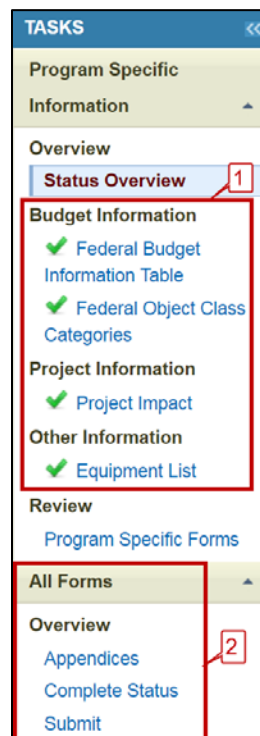 TASKS
Program Specific
Information
Overview
Status Overview
1
Budget Information
Federal Budget
Information Table
Federal Object Class
Categories
Project Information
Project Impact
Other Information
Equipment List
Review
Program Specific Forms
All Forms
Overview
2
Appendices
Complete Status
Submit